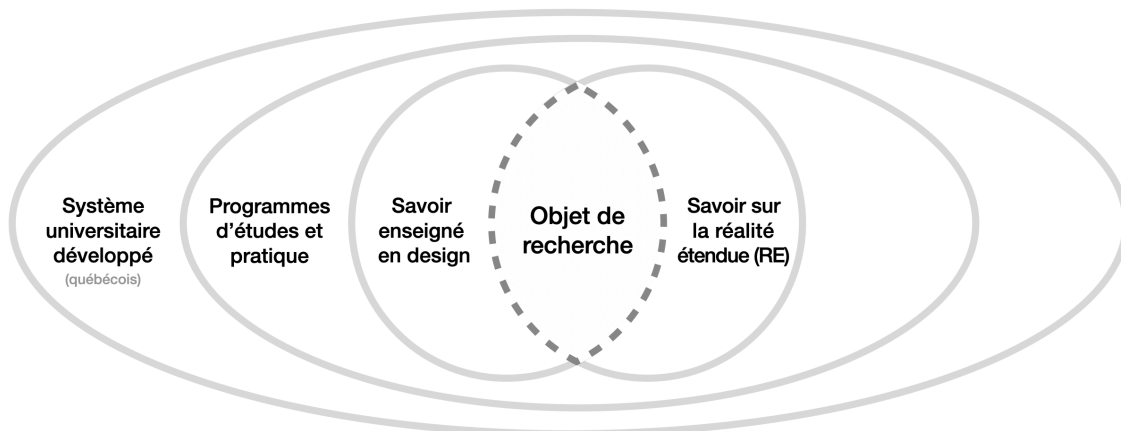 Système
universitaire
développé
(québécois)
Programmes
d’études et
pratique
Savoir
enseigné
en design
Objet de
recherche
Savoir sur
la réalité
étendue (RE)